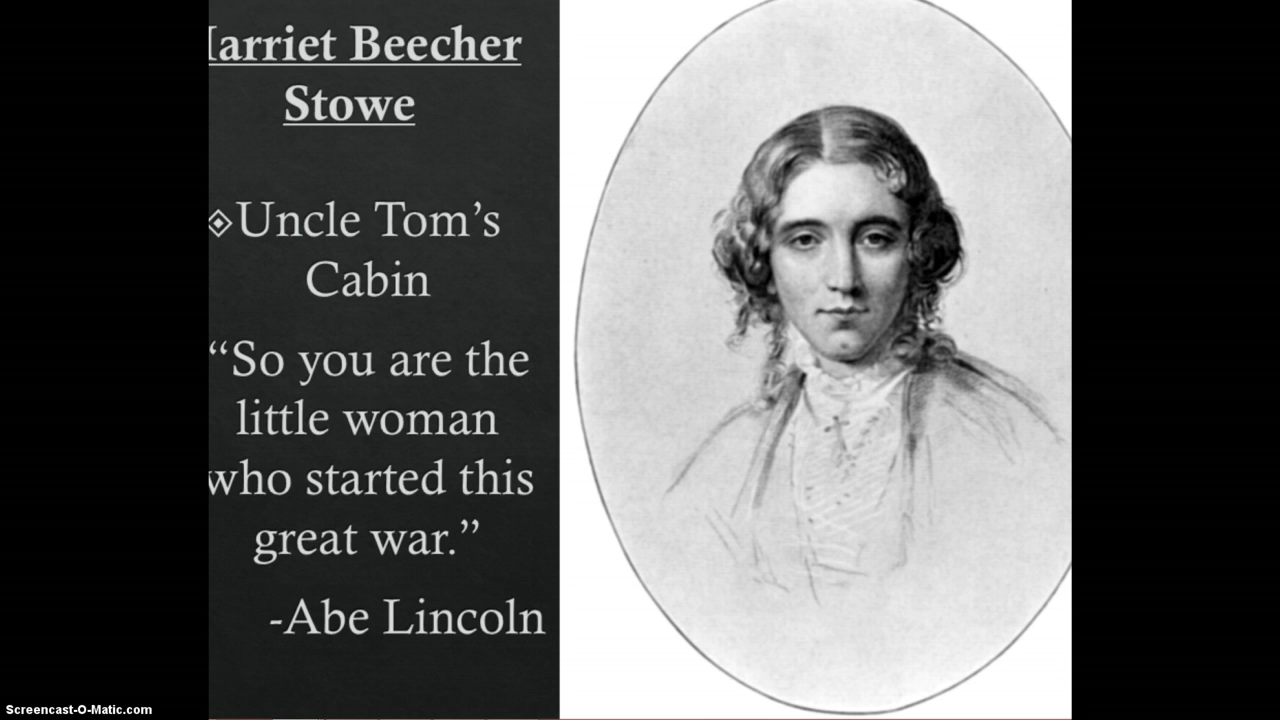 Harriet Beecher
Stowe
Uncle Tom's
Cabin
“So you are the
little woman
who started this
great war.”
-Abe Lincoln
Screencast-O-Matic.com